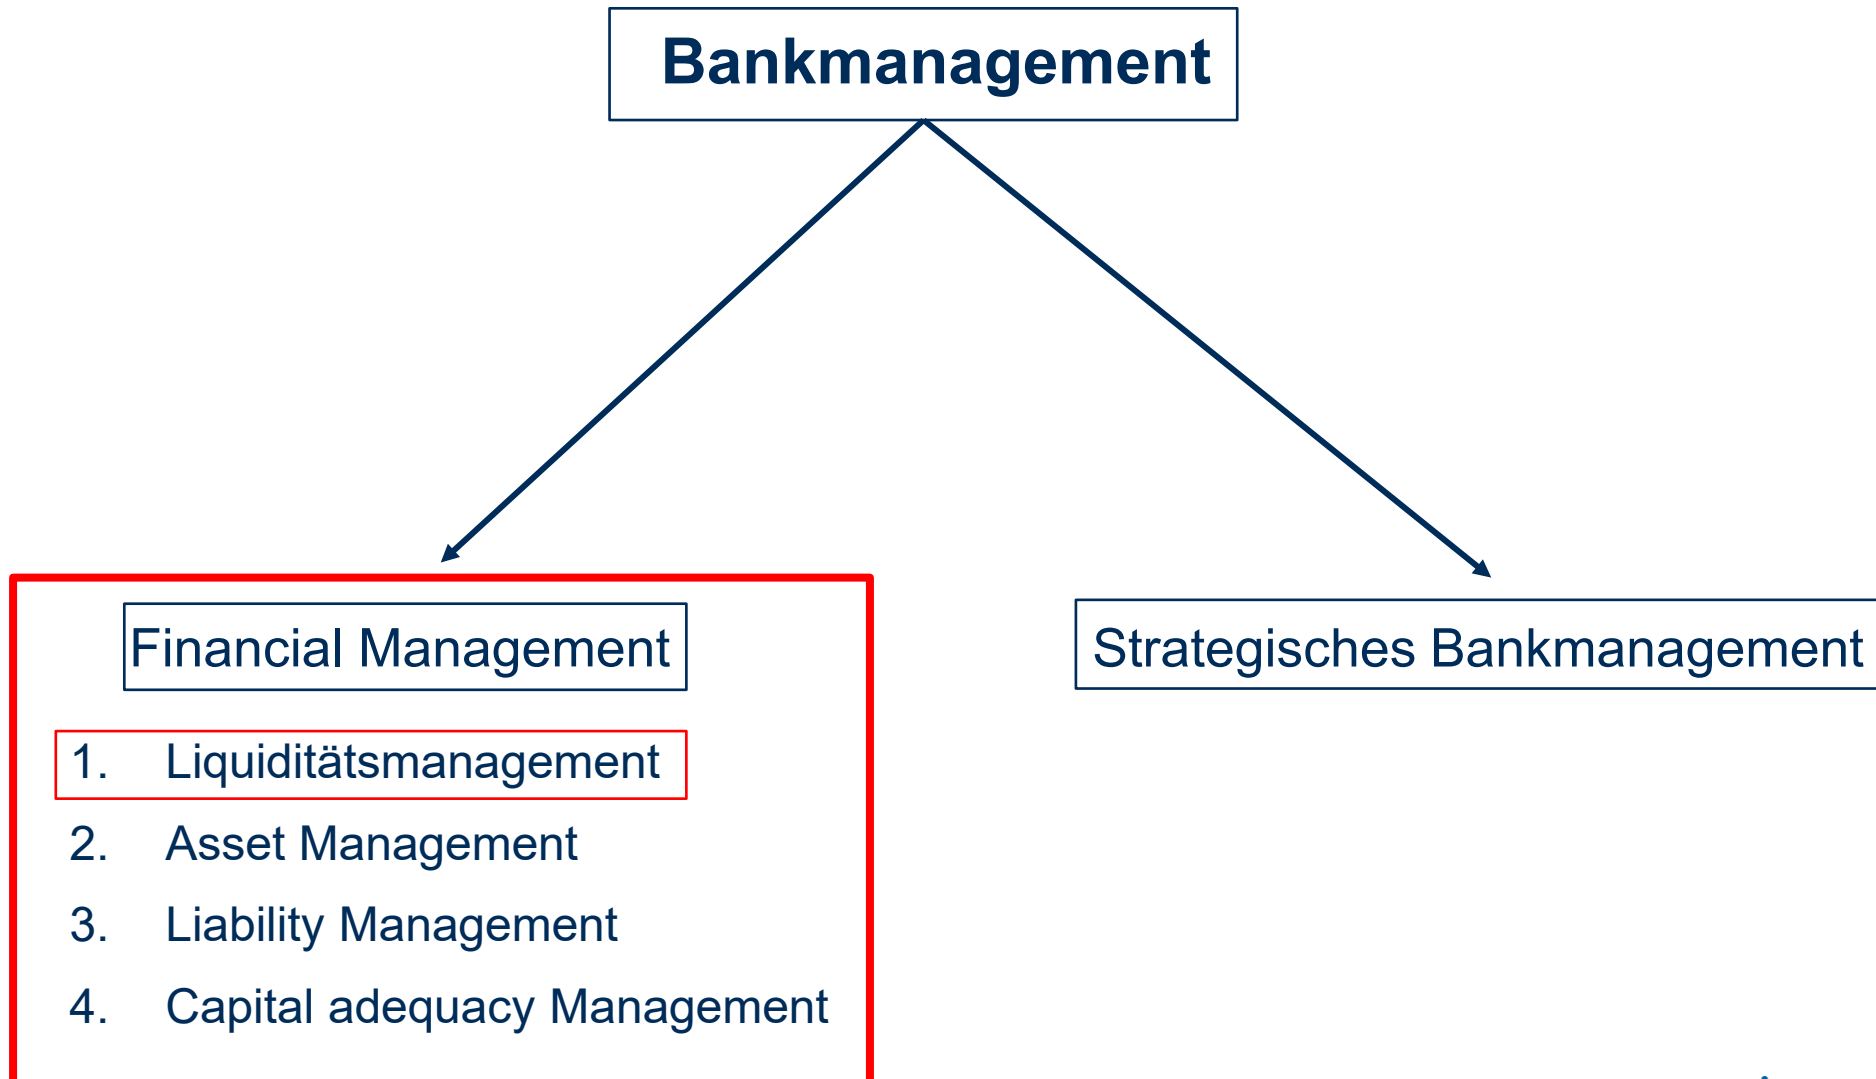 Bankmanagement
Financial Management
Strategisches Bankmanagement
1. Liquiditätsmanagement
2. Asset Management
3. Liability Management
4. Capital adequacy Management